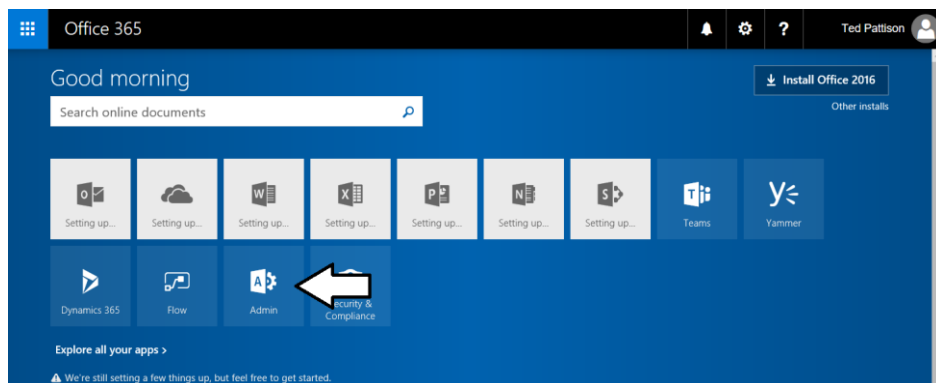 Office 365
?
Ted Pattison
Good morning
Install Office 2016
Search online documents
Other installs
Setting up...
Setting up...
Setting up...
Setting up...
Setting up...
Setting up...
Setting up...
Teams
Yammer
Dynamics 365
Flow
Admin
Security &
Compliance
Explore all your apps >
We're still setting a few things up, but feel free to get started.